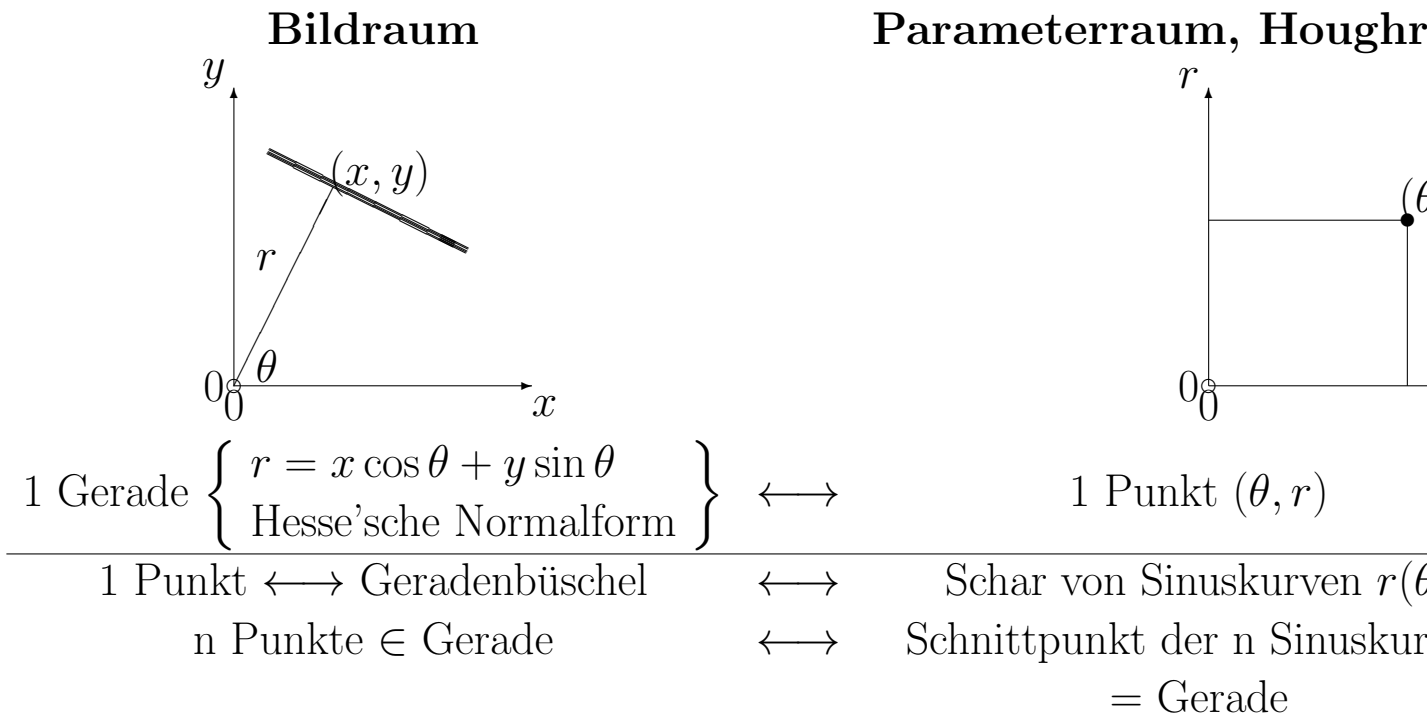 Bildraum Parameterraum, Houghr
y r
(x, y) (θ
r
θ
0 0
0 x 0
1 Gerade { r = x cos θ + y sin θ
Hesse'sche Normalform } ⟷ 1 Punkt (θ, r)
1 Punkt ⟷ Geradenbüschel ⟷ Schar von Sinuskurven r(θ
n Punkte ∈ Gerade ⟷ Schnittpunkt der n Sinuskur
= Gerade